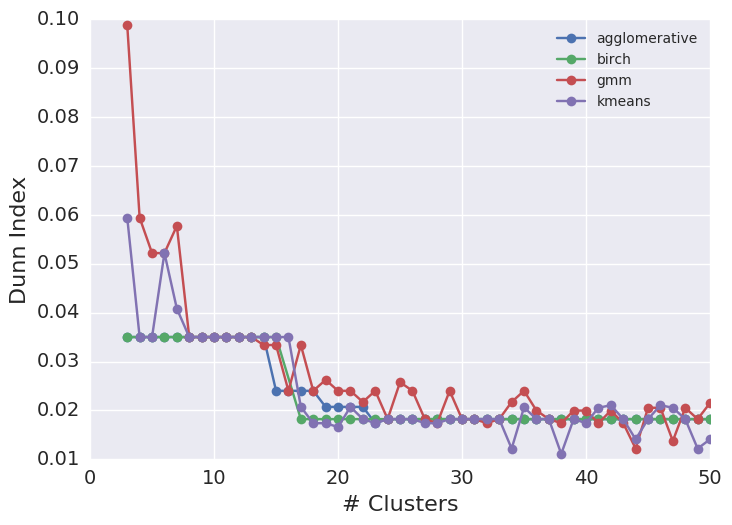 0.10
0.09
0.08
0.07
0.06
0.05
0.04
0.03
0.02
0.01
Dunn Index
0 10 20 30 40 50
# Clusters
agglomerative
birch
gmm
kmeans